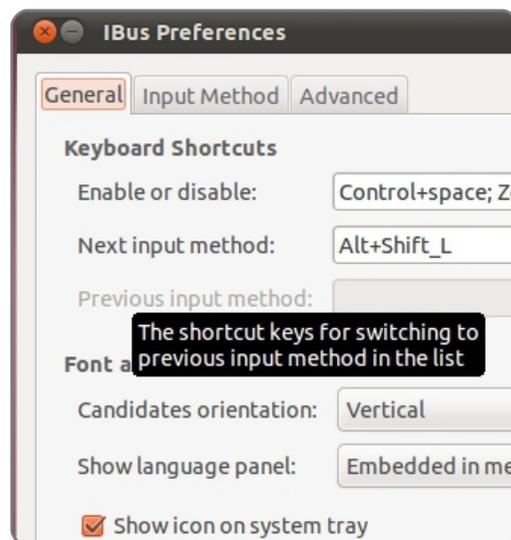 IBus Preferences
General Input Method Advanced
Keyboard Shortcuts
Enable or disable: Control+space;
Next input method: Alt+Shift_L
Previous input method:
The shortcut keys for switching to
previous input method in the list
Font
Candidates orientation: Vertical
Show language panel: Embedded in
Show icon on system tray